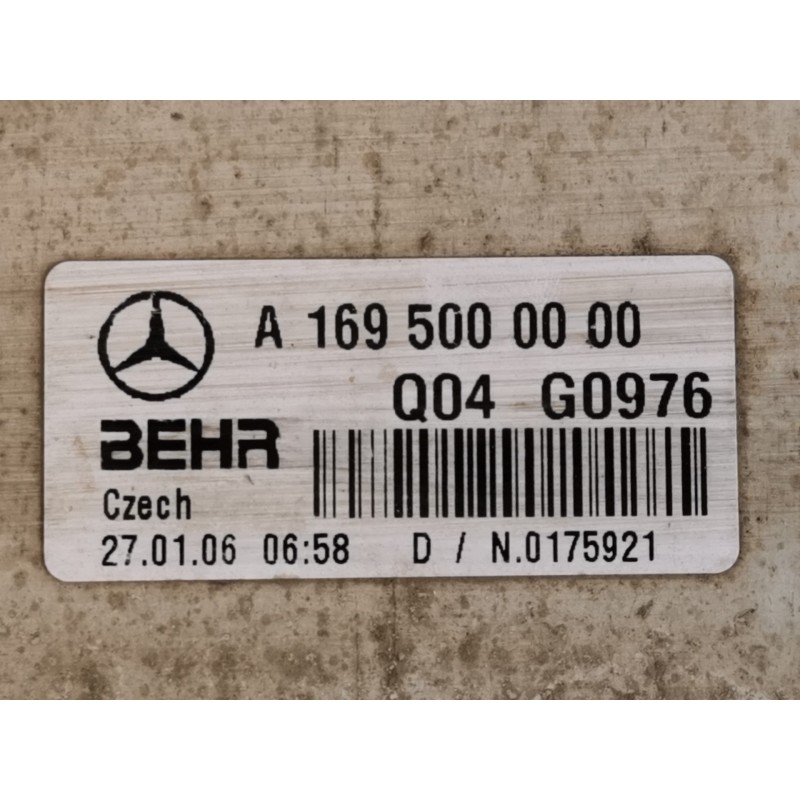 A 169 500 00 00
Q04 G0976
BEHR
Czech
27.01.06 06:58 D / N.0175921